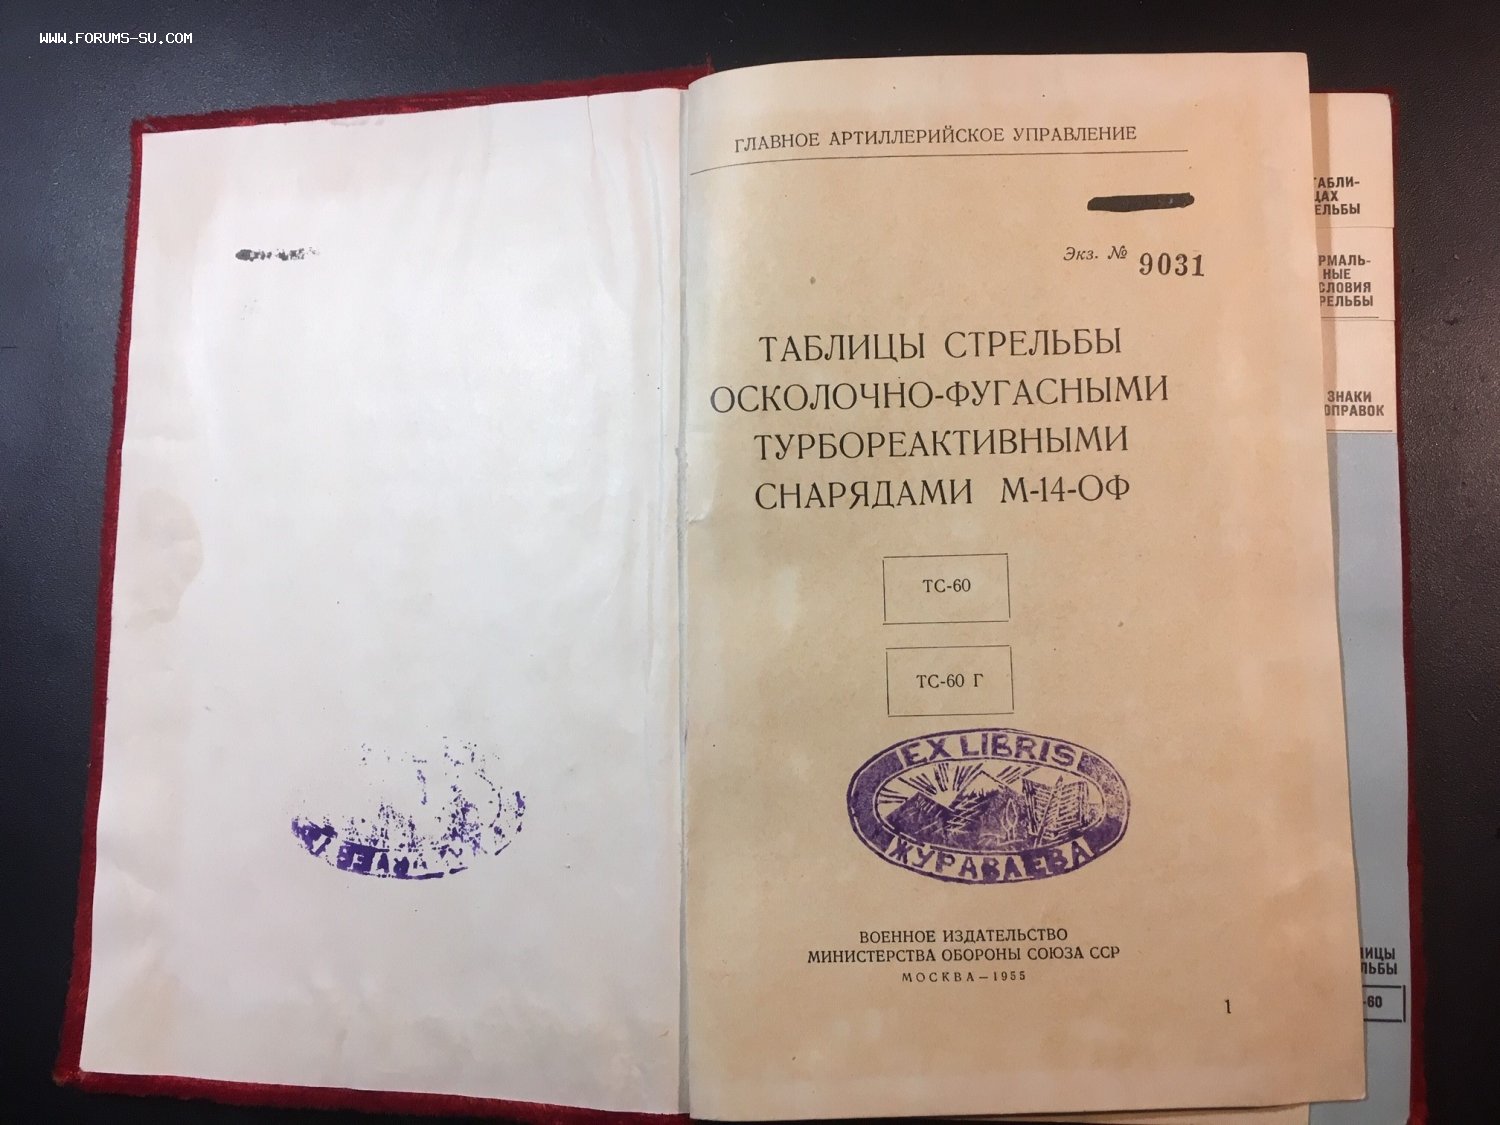 WWW.FORUMS-SU.COM
ГЛАВНОЕ АРТИЛЛЕРИЙСКОЕ УПРАВЛЕНИЕ
Экз. № 9031
ТАБЛИЦЫ СТРЕЛЬБЫ
ОСКОЛОЧНО-ФУГАСНЫМИ
ТУРБОРЕАКТИВНЫМИ
СНАРЯДАМИ М-14-ОФ
ТС-60
ТС-60 Г
EX LIBRIS
ЖУРАВЛЕВА
ВОЕННОЕ ИЗДАТЕЛЬСТВО
МИНИСТЕРСТВА ОБОРОНЫ СОЮЗА ССР
МОСКВА—1955
1
АБЛИ-
ЦАХ
ЕЛЬБЫ
РМАЛЬ-
НЫЕ
СЛОВИЯ
РЕЛЬБЫ
ЗНАКИ
ОПРАВОК
ИЦЫ
ЛЬБЫ
-60